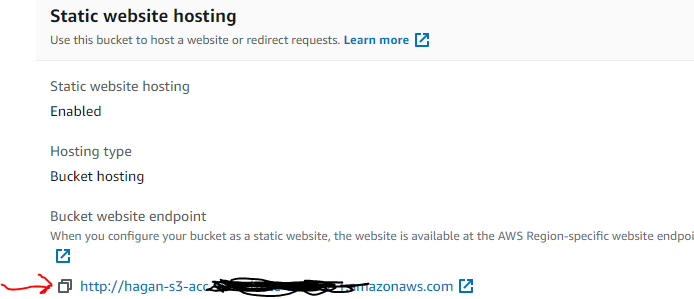 Static website hosting
Use this bucket to host a website or redirect requests. Learn more
Static website hosting
Enabled
Hosting type
Bucket hosting
Bucket website endpoint
When you configure your bucket as a static website, the website is available at the AWS Region-specific website endpoi
http://hagan-s3-acc amazonaws.com